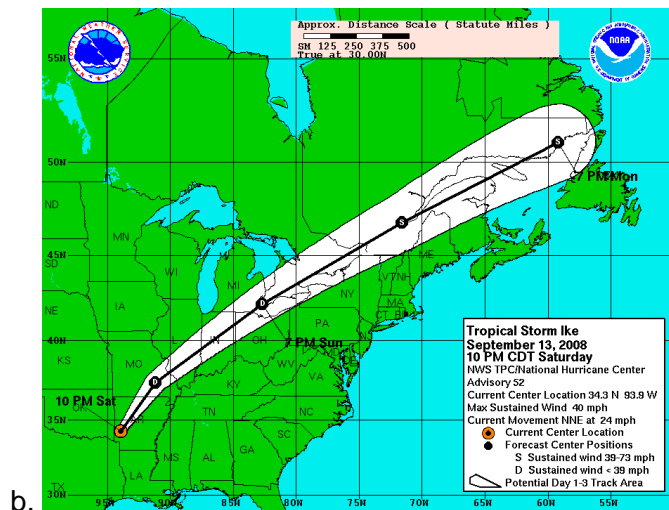 Approx. Distance Scale ( Statute Miles )
SM 125 250 375 500
True at 30.00N
NATIONAL WEATHER SERVICE
NOAA
55N
50N
45N
40N
35N
30N
95W 90W 85W 80W 75W 70W 65W 60W
ND
MN
SD
WI
MI
ME
VT NH
NY
MA
CT
IA
NE
PA
OH
IN
KS
MO
WV
VA
KY
TN
NC
SC
MS
AL
GA
LA
TX
S
7 PM Mon
S
D
7 PM Sun
D
10 PM Sat
Tropical Storm Ike
September 13, 2008
10 PM CDT Saturday
NWS TPC/National Hurricane Center
Advisory 52
Current Center Location 34.3 N 93.9 W
Max Sustained Wind 40 mph
Current Movement NNE at 24 mph
Current Center Location
Forecast Center Positions
S Sustained wind 39-73 mph
D Sustained wind < 39 mph
Potential Day 1-3 Track Area
b.